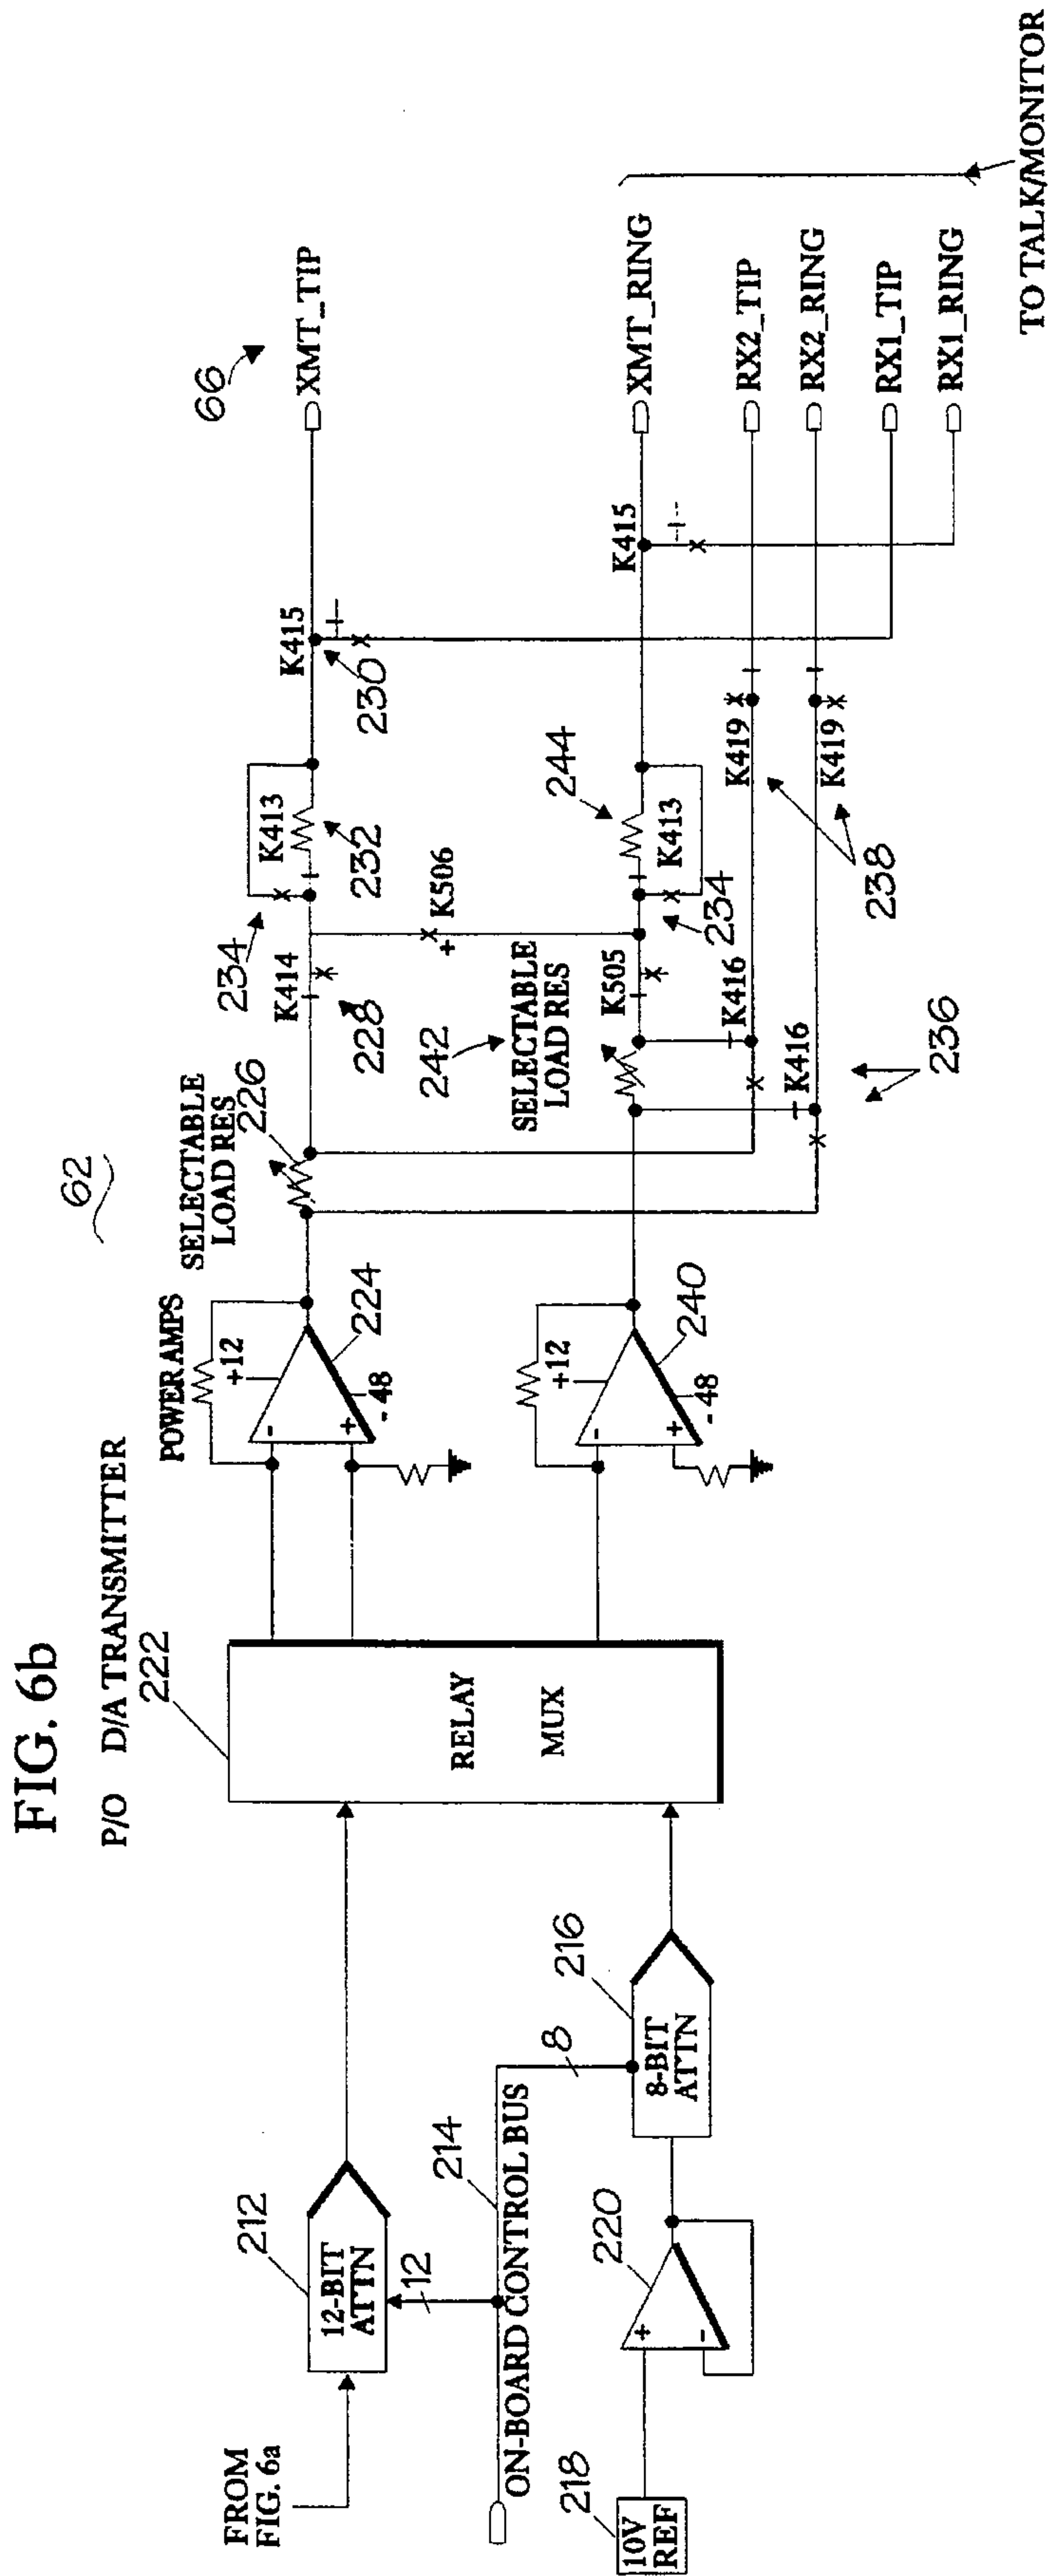 FIG. 6b
P/O D/A TRANSMITTER
62
66
FROM
FIG. 6a
212
12-BIT
ATTN
12
214
ON-BOARD CONTROL BUS
8
218
10V
REF
220
+
-
216
8-BIT
ATTN
222
RELAY
MUX
POWER AMPS
+12
-
+
- 48
224
+12
-
+
- 48
240
SELECTABLE
LOAD RES
226
K414
228
234
K413
232
K415
230
XMT_TIP
K506
242
SELECTABLE
LOAD RES
K505
234
K413
244
K415
XMT_RING
K416
K416
236
K419
K419
238
RX2_TIP
RX2_RING
RX1_TIP
RX1_RING
TO TALK/MONITOR